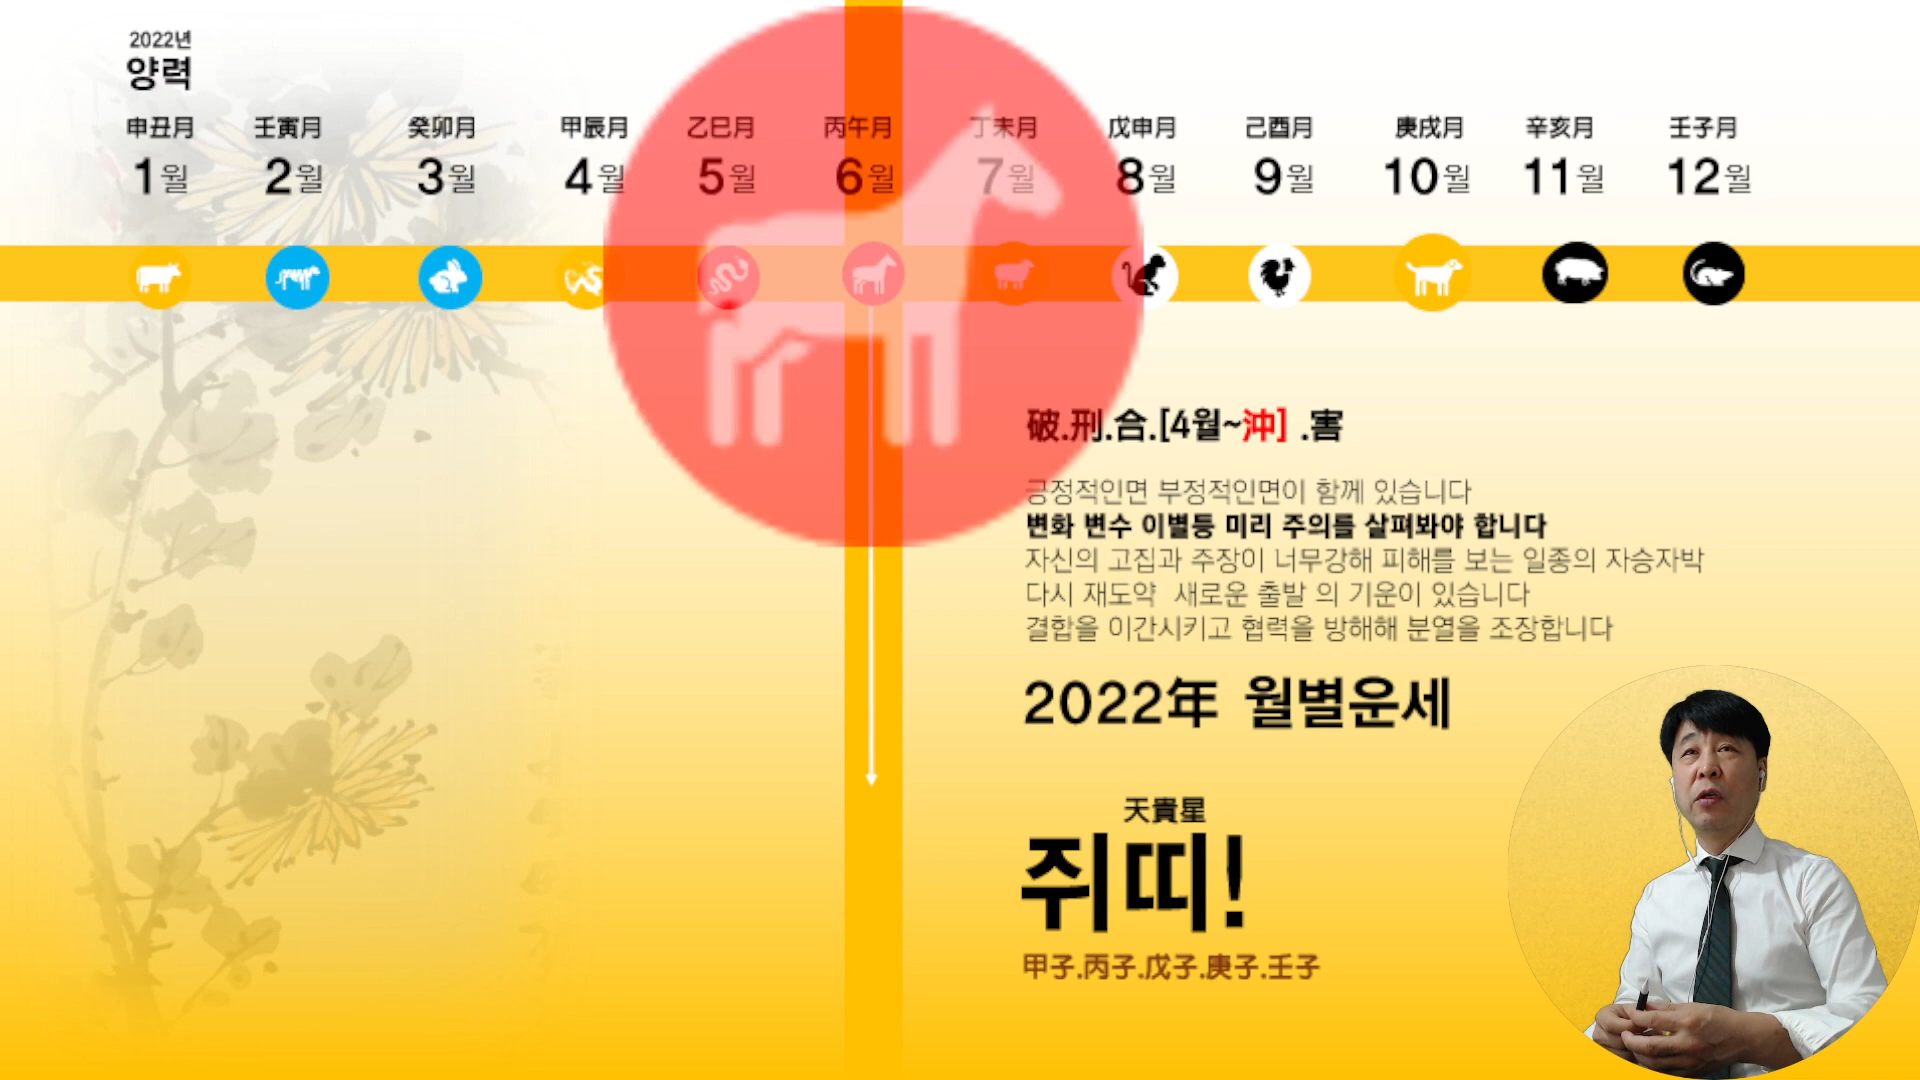 2022년
양력
申丑月 壬寅月 癸卯月 甲辰月 乙巳月 丙午月 丁未月 戊申月 己酉月 庚戌月 辛亥月 壬子月
1월 2월 3월 4월 5월 6월 7월 8월 9월 10월 11월 12월
破.刑.合.[4월~沖] .害
긍정적인면 부정적인면이 함께 있습니다
변화 변수 이별등 미리 주의를 살펴봐야 합니다
자신의 고집과 주장이 너무강해 피해를 보는 일종의 자승자박
다시 재도약 새로운 출발 의 기운이 있습니다
결합을 이간시키고 협력을 방해해 분열을 조장합니다
2022年 월별운세
天貴星
쥐띠!
甲子.丙子.戊子.庚子.壬子